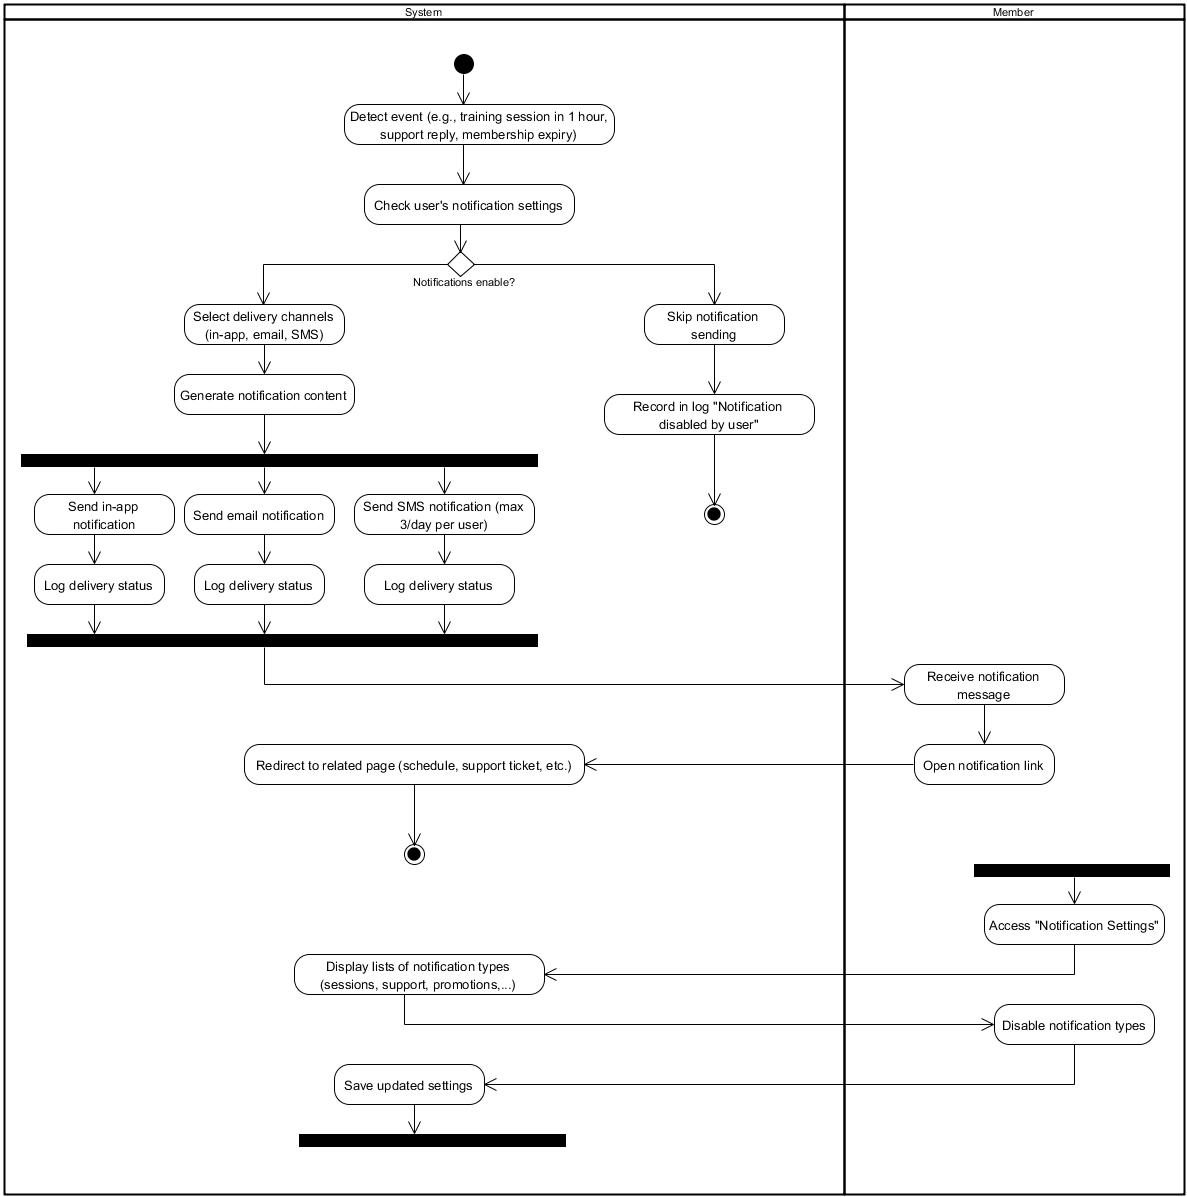 System
Member
Detect event (e.g., training session in 1 hour,
support reply, membership expiry)
Check user's notification settings
Notifications enable?
Select delivery channels
(in-app, email, SMS)
Skip notification
sending
Generate notification content
Record in log "Notification
disabled by user"
Send in-app
notification
Send email notification
Send SMS notification (max
3/day per user)
Log delivery status
Log delivery status
Log delivery status
Receive notification
message
Redirect to related page (schedule, support ticket, etc.)
Open notification link
Access "Notification Settings"
Display lists of notification types
(sessions, support, promotions,...)
Disable notification types
Save updated settings